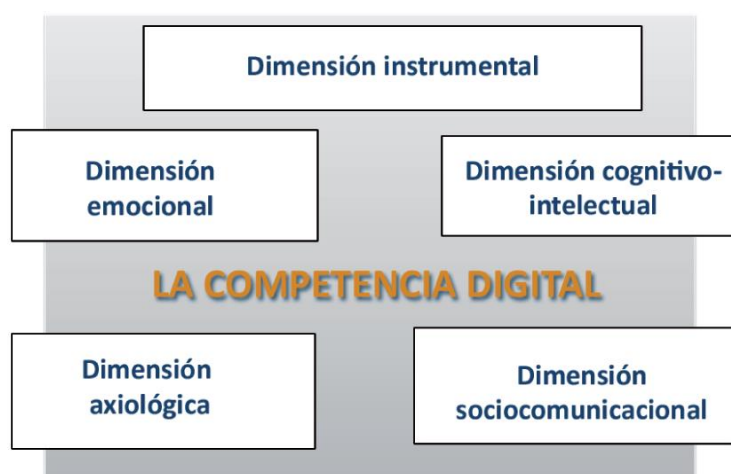 Dimensión instrumental
Dimensión
emocional
Dimensión cognitivo-
intelectual
LA COMPETENCIA DIGITAL
Dimensión
axiológica
Dimensión
sociocomunicacional